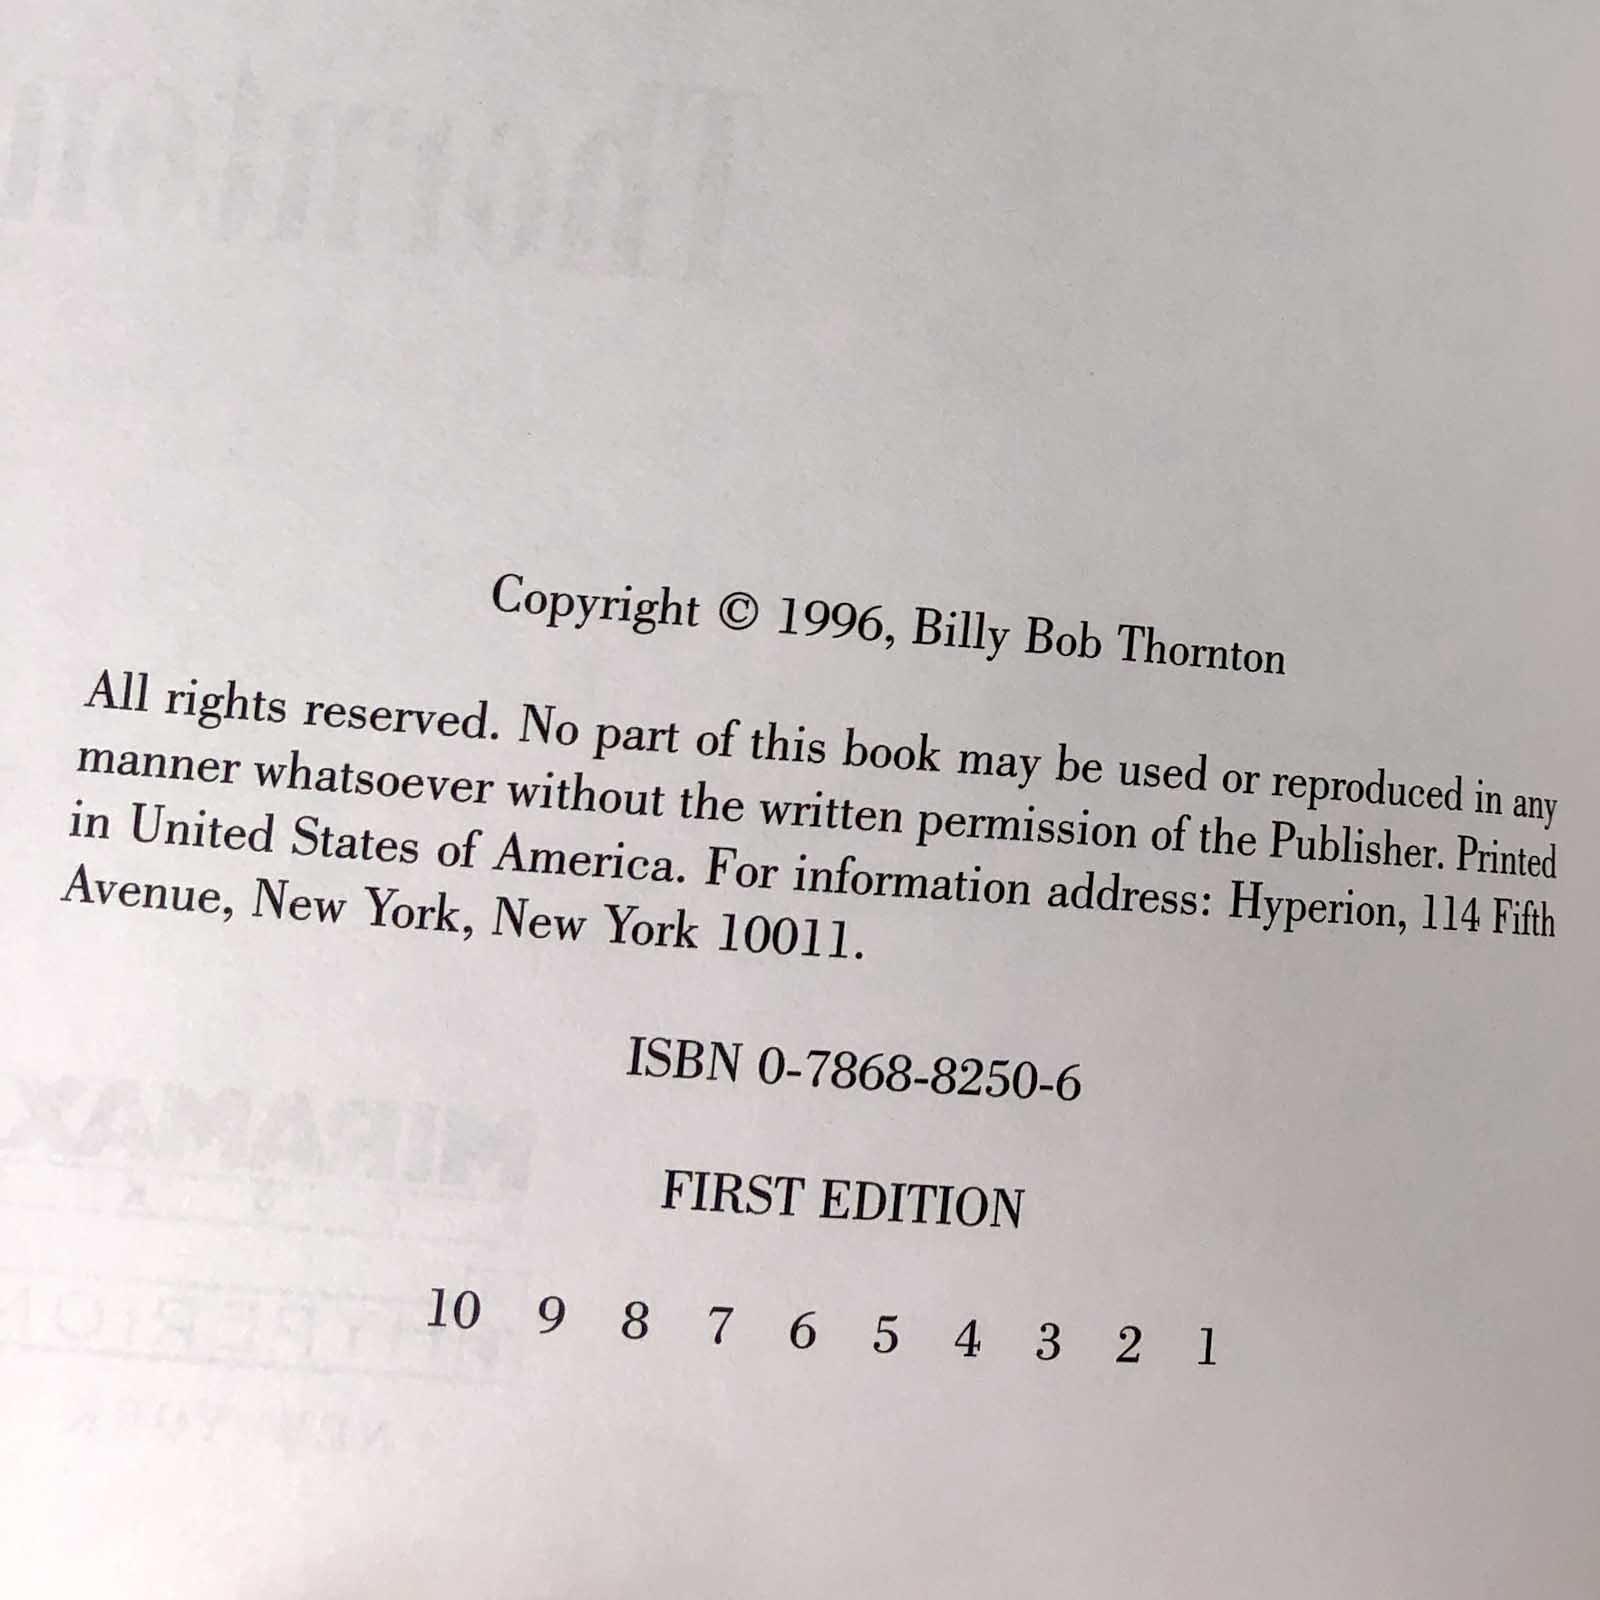 Copyright © 1996, Billy Bob Thornton
All rights reserved. No part of this book may be used or reproduced in any
manner whatsoever without the written permission of the Publisher. Printed
in United States of America. For information address: Hyperion, 114 Fifth
Avenue, New York, New York 10011.
ISBN 0-7868-8250-6
FIRST EDITION
10 9 8 7 6 5 4 3 2 1